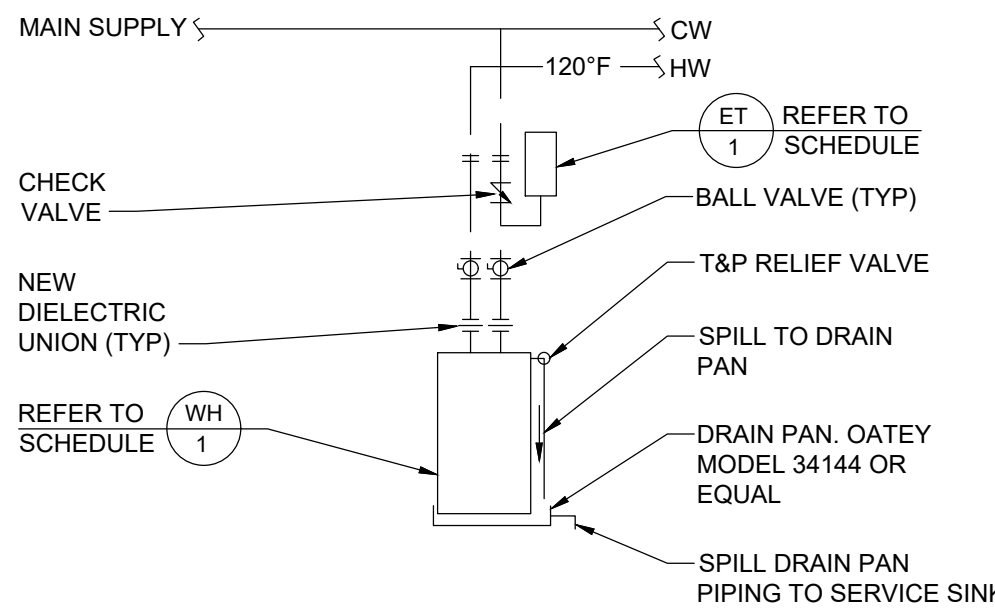 MAIN SUPPLY
CW
120°F
HW
ET
1
REFER TO
SCHEDULE
CHECK
VALVE
BALL VALVE (TYP)
T&P RELIEF VALVE
NEW
DIELECTRIC
UNION (TYP)
SPILL TO DRAIN
PAN
REFER TO
SCHEDULE
WH
1
DRAIN PAN. OATEY
MODEL 34144 OR
EQUAL
SPILL DRAIN PAN
PIPING TO SERVICE SINK